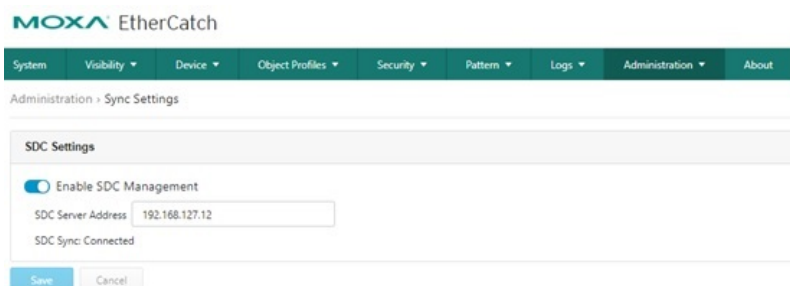 MOXA EtherCatch
System Visibility Device Object Profiles Security Pattern Logs Administration About
Administration › Sync Settings
SDC Settings
Enable SDC Management
SDC Server Address 192.168.127.12
SDC Sync: Connected
Save Cancel